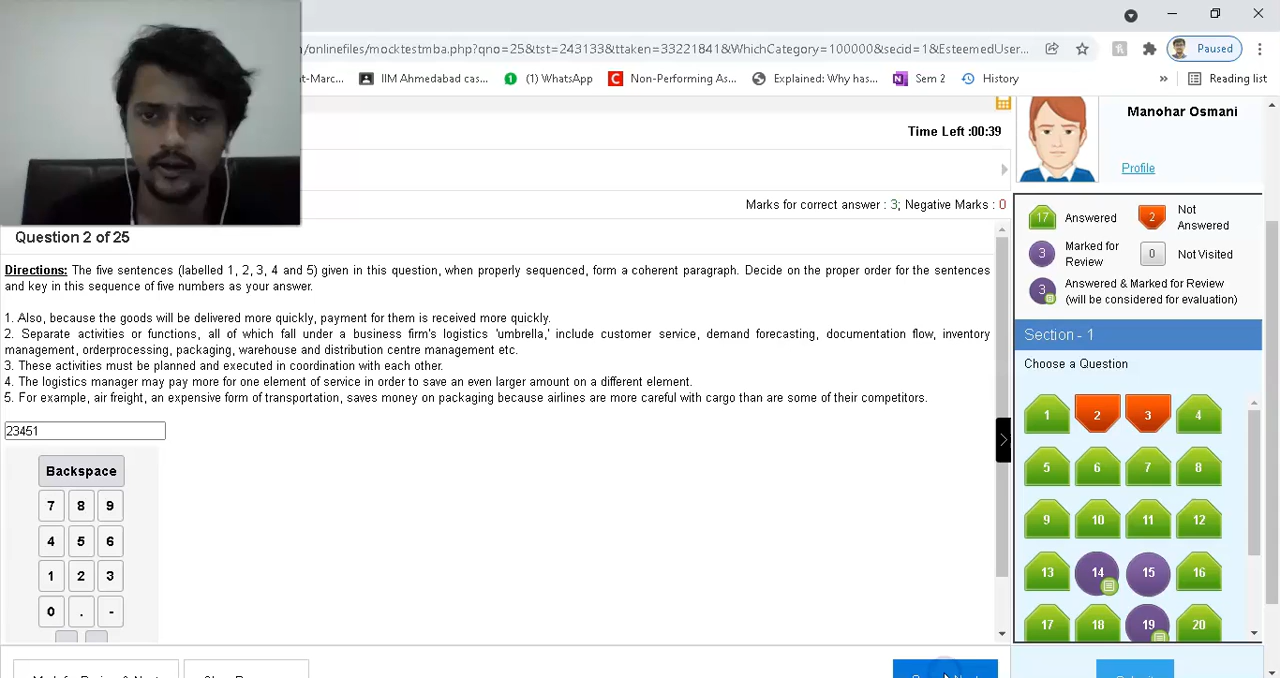 Paused
/onlinefiles/mocktestmba.php?no=25&tst=243133&tttaken=33221841&WhichCategory=100000&secid=1&EsteemedUser...
t-Marc...
IIM Ahmedabad cas...
(1) WhatsApp
Non-Performing As...
Explained: Why has...
Sem 2
History
»
Reading list
Manohar Osmani
Time Left :00:39
Profile
Marks for correct answer : 3; Negative Marks : 0
Question 2 of 25
17 Answered
2 Not Answered
3 Marked for Review
0 Not Visited
3 Answered & Marked for Review (will be considered for evaluation)
Directions: The five sentences (labelled 1, 2, 3, 4 and 5) given in this question, when properly sequenced, form a coherent paragraph. Decide on the proper order for the sentences
and key in this sequence of five numbers as your answer.
1. Also, because the goods will be delivered more quickly, payment for them is received more quickly.
2. Separate activities or functions, all of which fall under a business firm's logistics 'umbrella,' include customer service, demand forecasting, documentation flow, inventory
management, orderprocessing, packaging, warehouse and distribution centre management etc.
3. These activities must be planned and executed in coordination with each other.
4. The logistics manager may pay more for one element of service in order to save an even larger amount on a different element.
5. For example, air freight, an expensive form of transportation, saves money on packaging because airlines are more careful with cargo than are some of their competitors.
23451
Backspace
7 8 9
4 5 6
1 2 3
0 . -
Section - 1
Choose a Question
1 2 3 4
5 6 7 8
9 10 11 12
13 14 15 16
17 18 19 20